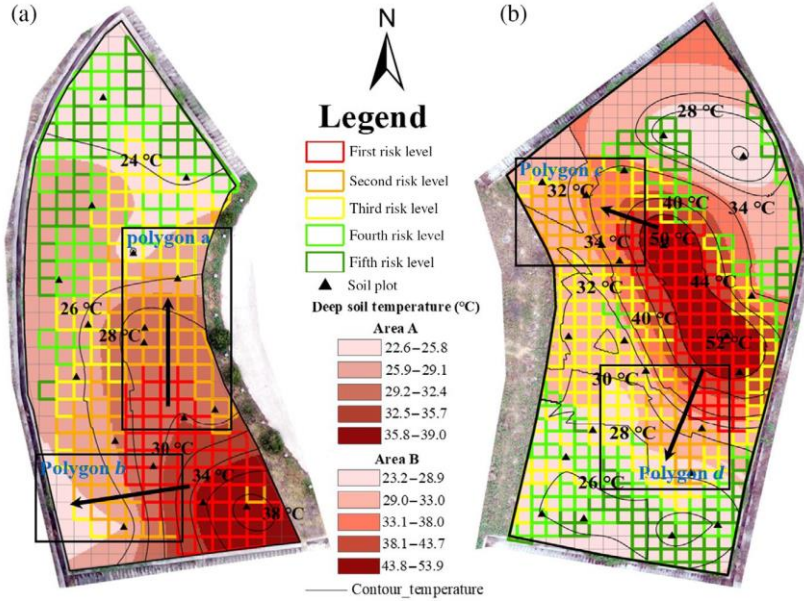 (a)
24 °C
polygon a
26 °C
28 °C
30 °C
Polygon b
34 °C
38 °C
N
Legend
First risk level
Second risk level
Third risk level
Fourth risk level
Fifth risk level
Soil plot
Deep soil temperature (°C)
Area A
22.6–25.8
25.9–29.1
29.2–32.4
32.5–35.7
35.8–39.0
Area B
23.2–28.9
29.0–33.0
33.1–38.0
38.1–43.7
43.8–53.9
Contour_temperature
(b)
28 °C
Polygon c
32 °C
40 °C
34 °C
50 °C
34 °C
44 °C
32 °C
40 °C
52 °C
30 °C
28 °C
Polygon d
26 °C